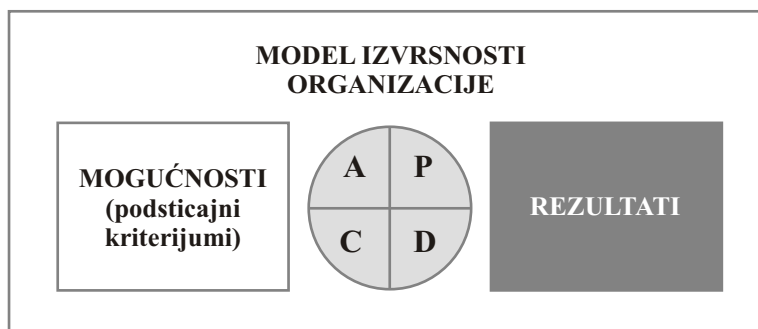 MODEL IZVRSNOSTI
ORGANIZACIJE
MOGUĆNOSTI
(podsticajni
kriterijumi)
A P
C D
REZULTATI